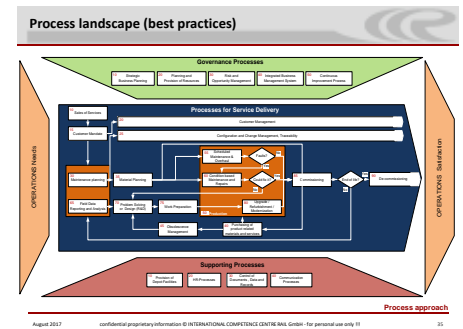 Process landscape (best practices)
Governance Processes
Strategic
Business Planning
Planning and
Provision of Resources
Risk and
Opportunity Management
Integrated Business
Management System
Continuous
Improvement Process
OPERATIONS Needs
OPERATIONS Satisfaction
Processes for Service Delivery
Sales of Services
Customer Management
Customer Mandate
Configuration and Change Management, Traceability
Scheduled
Maintenance &
Overhaul
Faults?
Maintenance planning
Material Planning
Condition-based
Maintenance and
Repairs
Commissioning
End of life?
De-commissioning
Field Data
Reporting and Analysis
Problem Solving
or Design (R&D)
Work Preparation
Upgrade /
Refurbishment /
Modernization
Obsolescence
Management
Purchasing of
product related
materials and services
Supporting Processes
Provision of
Depot Facilities
HR Processes
Control of
Documents, Data and
Records
Communication
Processes
Process approach
August 2017
confidential proprietary information © INTERNATIONAL COMPETENCE CENTRE RAIL GmbH - for personal use only !!!
35